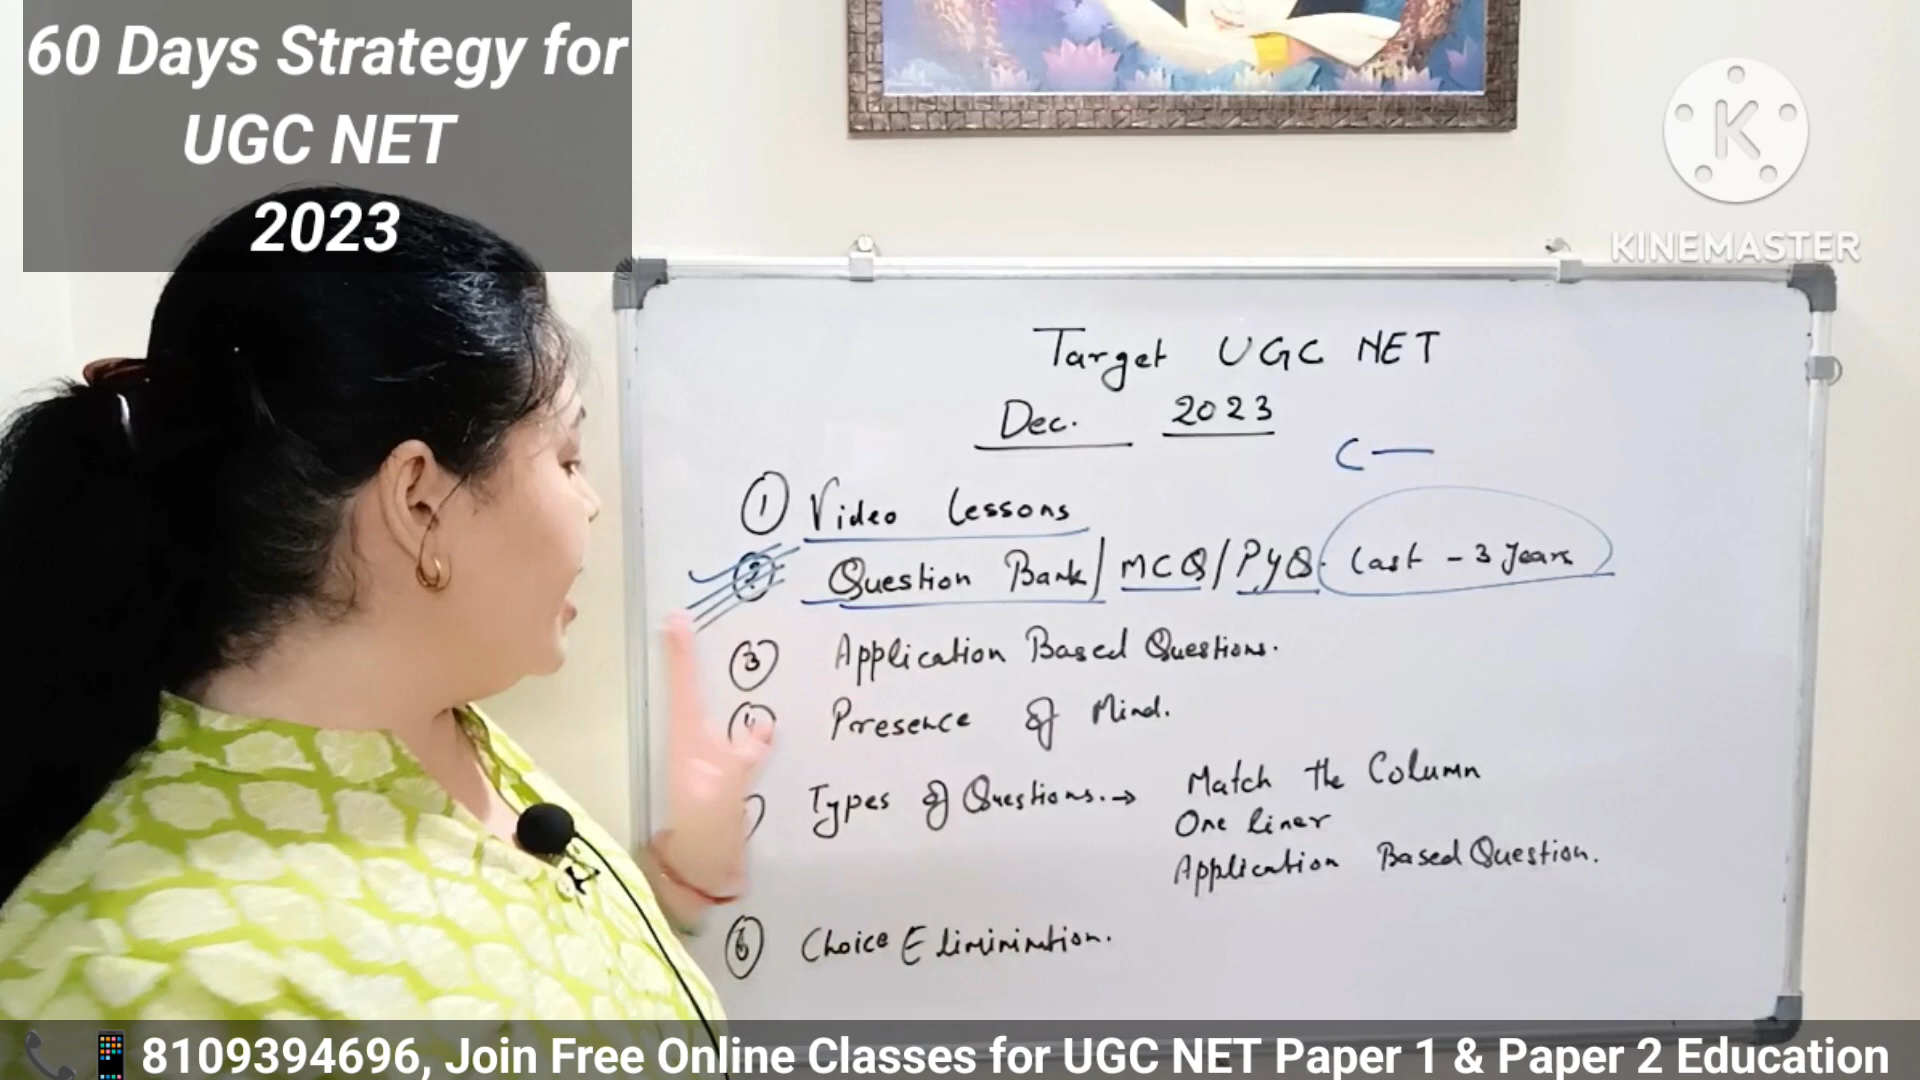 60 Days Strategy for
UGC NET
2023
K
KINEMASTER
Target UGC NET
Dec. 2023
C —
① Video Lessons
② Question Bank/ MCQ/PYQ. Last - 3 Years
③ Application Based Questions.
④ Presence of Mind.
Types of Questions. → Match the Column
One liner
Application Based Question.
⑥ Choice Eliminination.
8109394696, Join Free Online Classes for UGC NET Paper 1 & Paper 2 Education